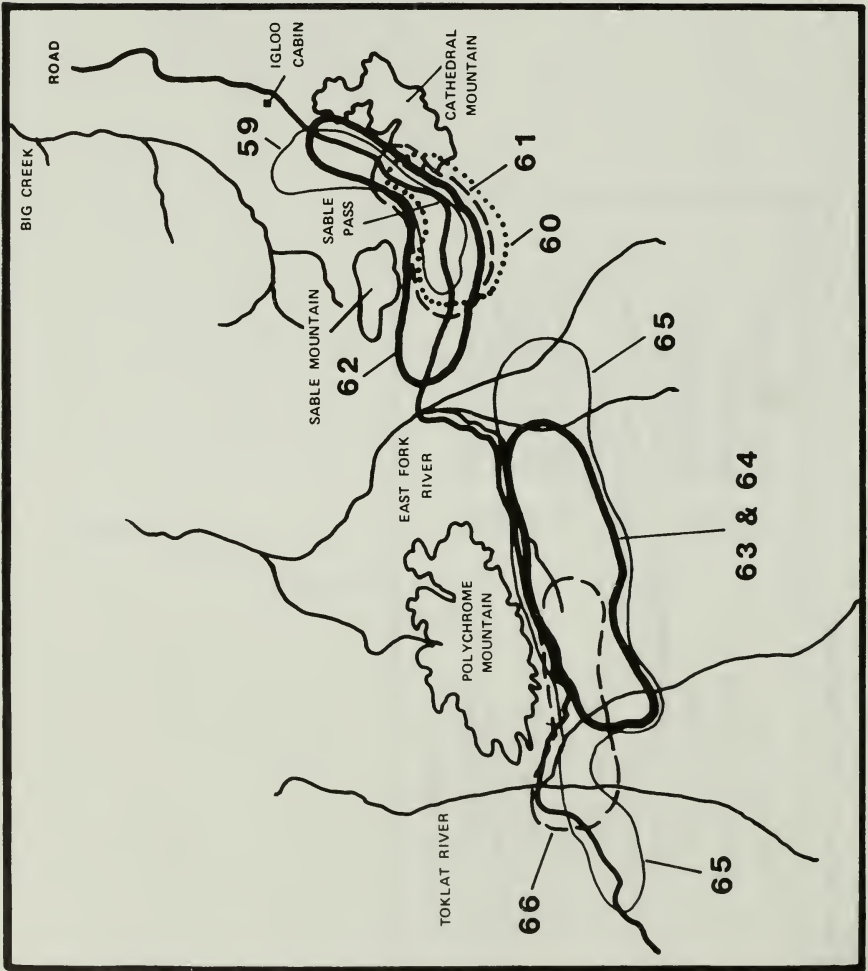 ROAD
IGLOO
CABIN
CATHEDRAL
MOUNTAIN
BIG CREEK
59
SABLE
PASS
61
60
SABLE MOUNTAIN
62
65
EAST FORK
RIVER
63 & 64
POLYCHROME
MOUNTAIN
TOKLAT RIVER
66
65